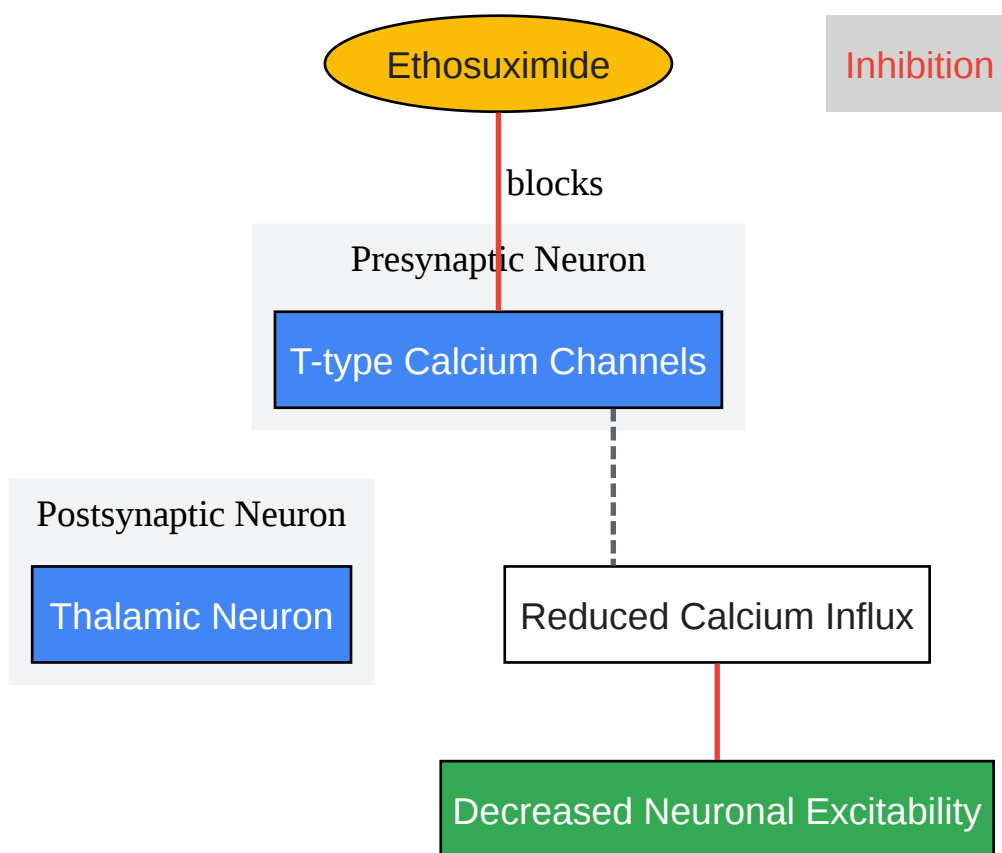 Ethosuximide
Inhibition
blocks
Presynaptic Neuron
T-type Calcium Channels
Postsynaptic Neuron
Thalamic Neuron
Reduced Calcium Influx
Decreased Neuronal Excitability